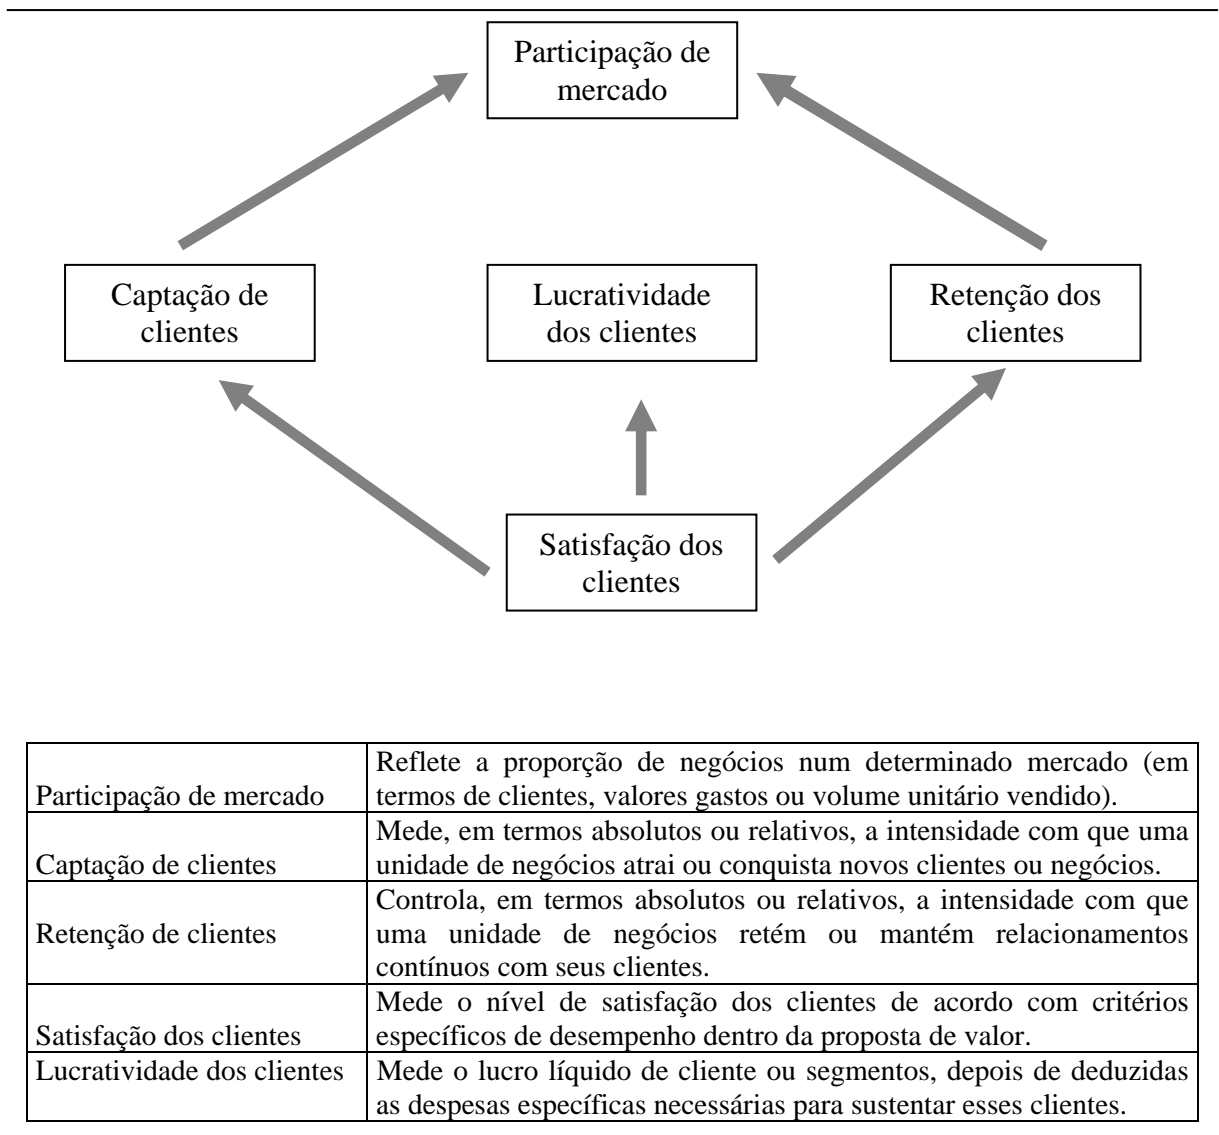 Participação de
mercado
Captação de
clientes
Lucratividade
dos clientes
Retenção dos
clientes
Satisfação dos
clientes
Participação de mercado
Reflete a proporção de negócios num determinado mercado (em
termos de clientes, valores gastos ou volume unitário vendido).
Captação de clientes
Mede, em termos absolutos ou relativos, a intensidade com que uma
unidade de negócios atrai ou conquista novos clientes ou negócios.
Retenção de clientes
Controla, em termos absolutos ou relativos, a intensidade com que
uma unidade de negócios retém ou mantém relacionamentos
contínuos com seus clientes.
Satisfação dos clientes
Mede o nível de satisfação dos clientes de acordo com critérios
específicos de desempenho dentro da proposta de valor.
Lucratividade dos clientes
Mede o lucro líquido de cliente ou segmentos, depois de deduzidas
as despesas específicas necessárias para sustentar esses clientes.